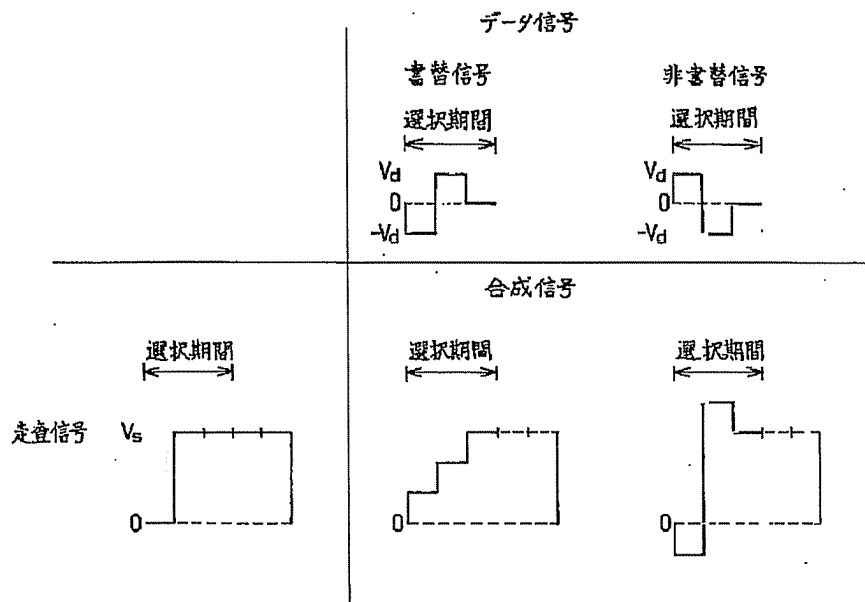 データ信号
書替信号
非書替信号
選択期間
選択期間
Vd
0
-Vd
Vd
0
-Vd
合成信号
選択期間
選択期間
選択期間
走査信号
Vs
0
0
0